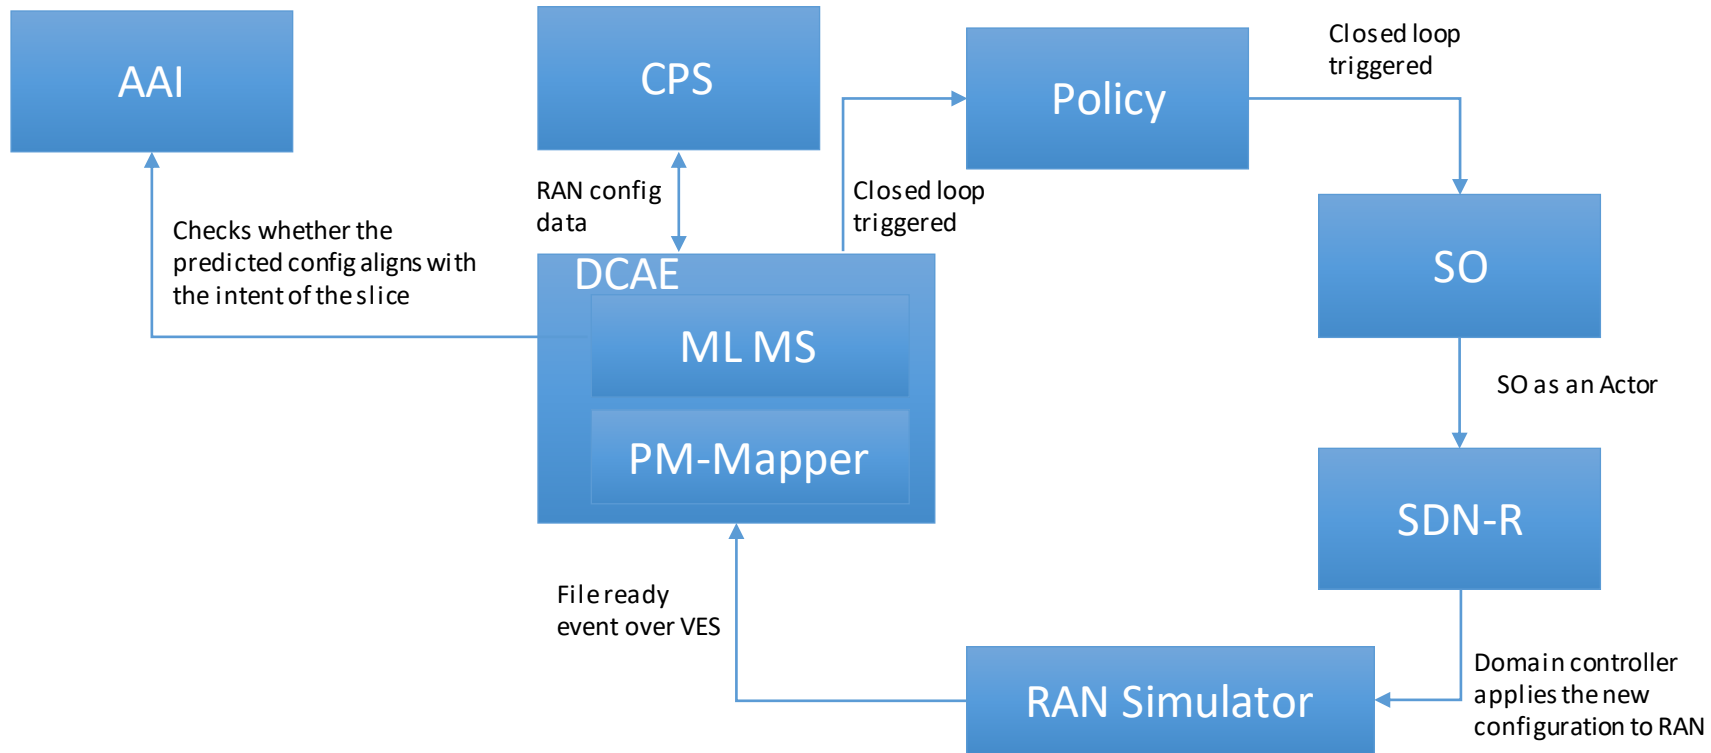 AAI
CPS
Policy
Closed loop
triggered
RAN config
data
Closed loop
triggered
Checks whether the
predicted config aligns with
the intent of the slice
DCAE
ML MS
PM-Mapper
SO
SO as an Actor
SDN-R
File ready
event over VES
RAN Simulator
Domain controller
applies the new
configuration to RAN